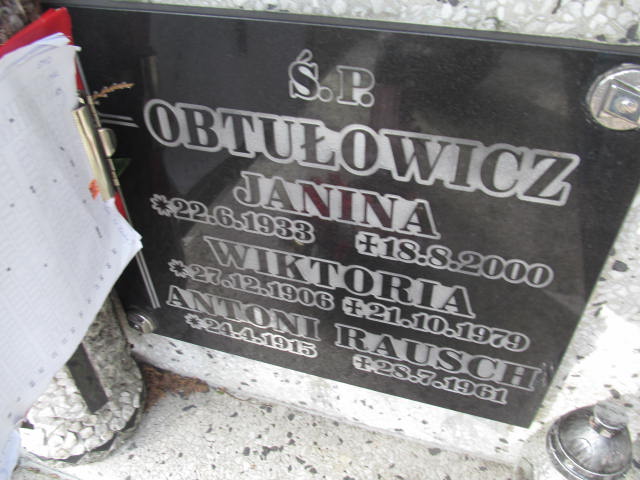 Ś.P.
OBTUŁOWICZ
JANINA
*22.6.1933 ‡18.8.2000
WIKTORIA
*27.12.1906 ‡21.10.1979
ANTONI RAUSCH
*24.4.1915 ‡28.7.1961